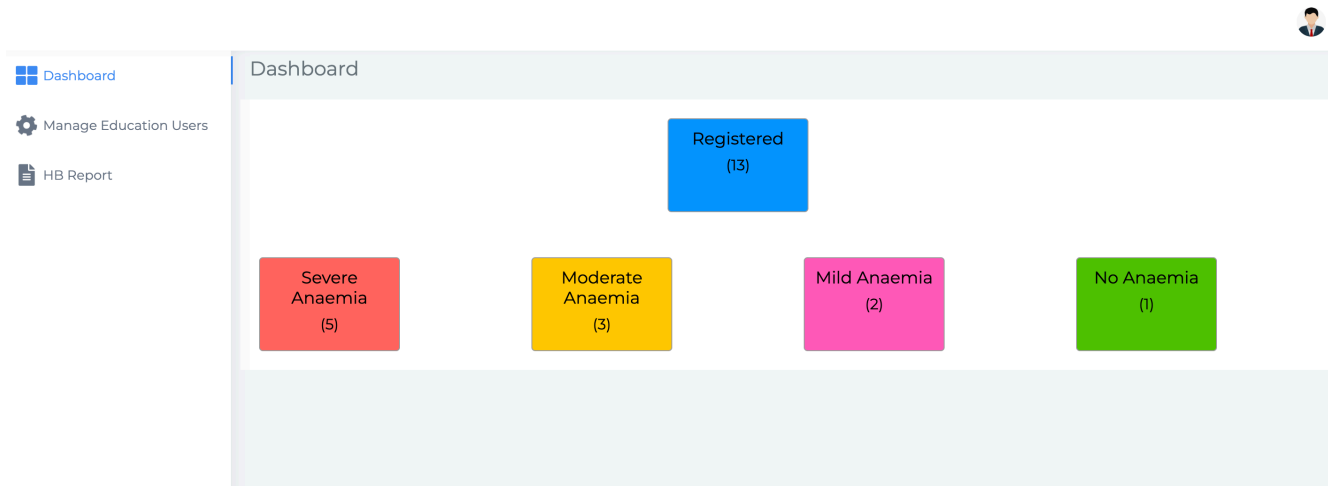 Dashboard
Manage Education Users
HB Report
Dashboard
Registered
(13)
Severe
Anaemia
(5)
Moderate
Anaemia
(3)
Mild Anaemia
(2)
No Anaemia
(1)